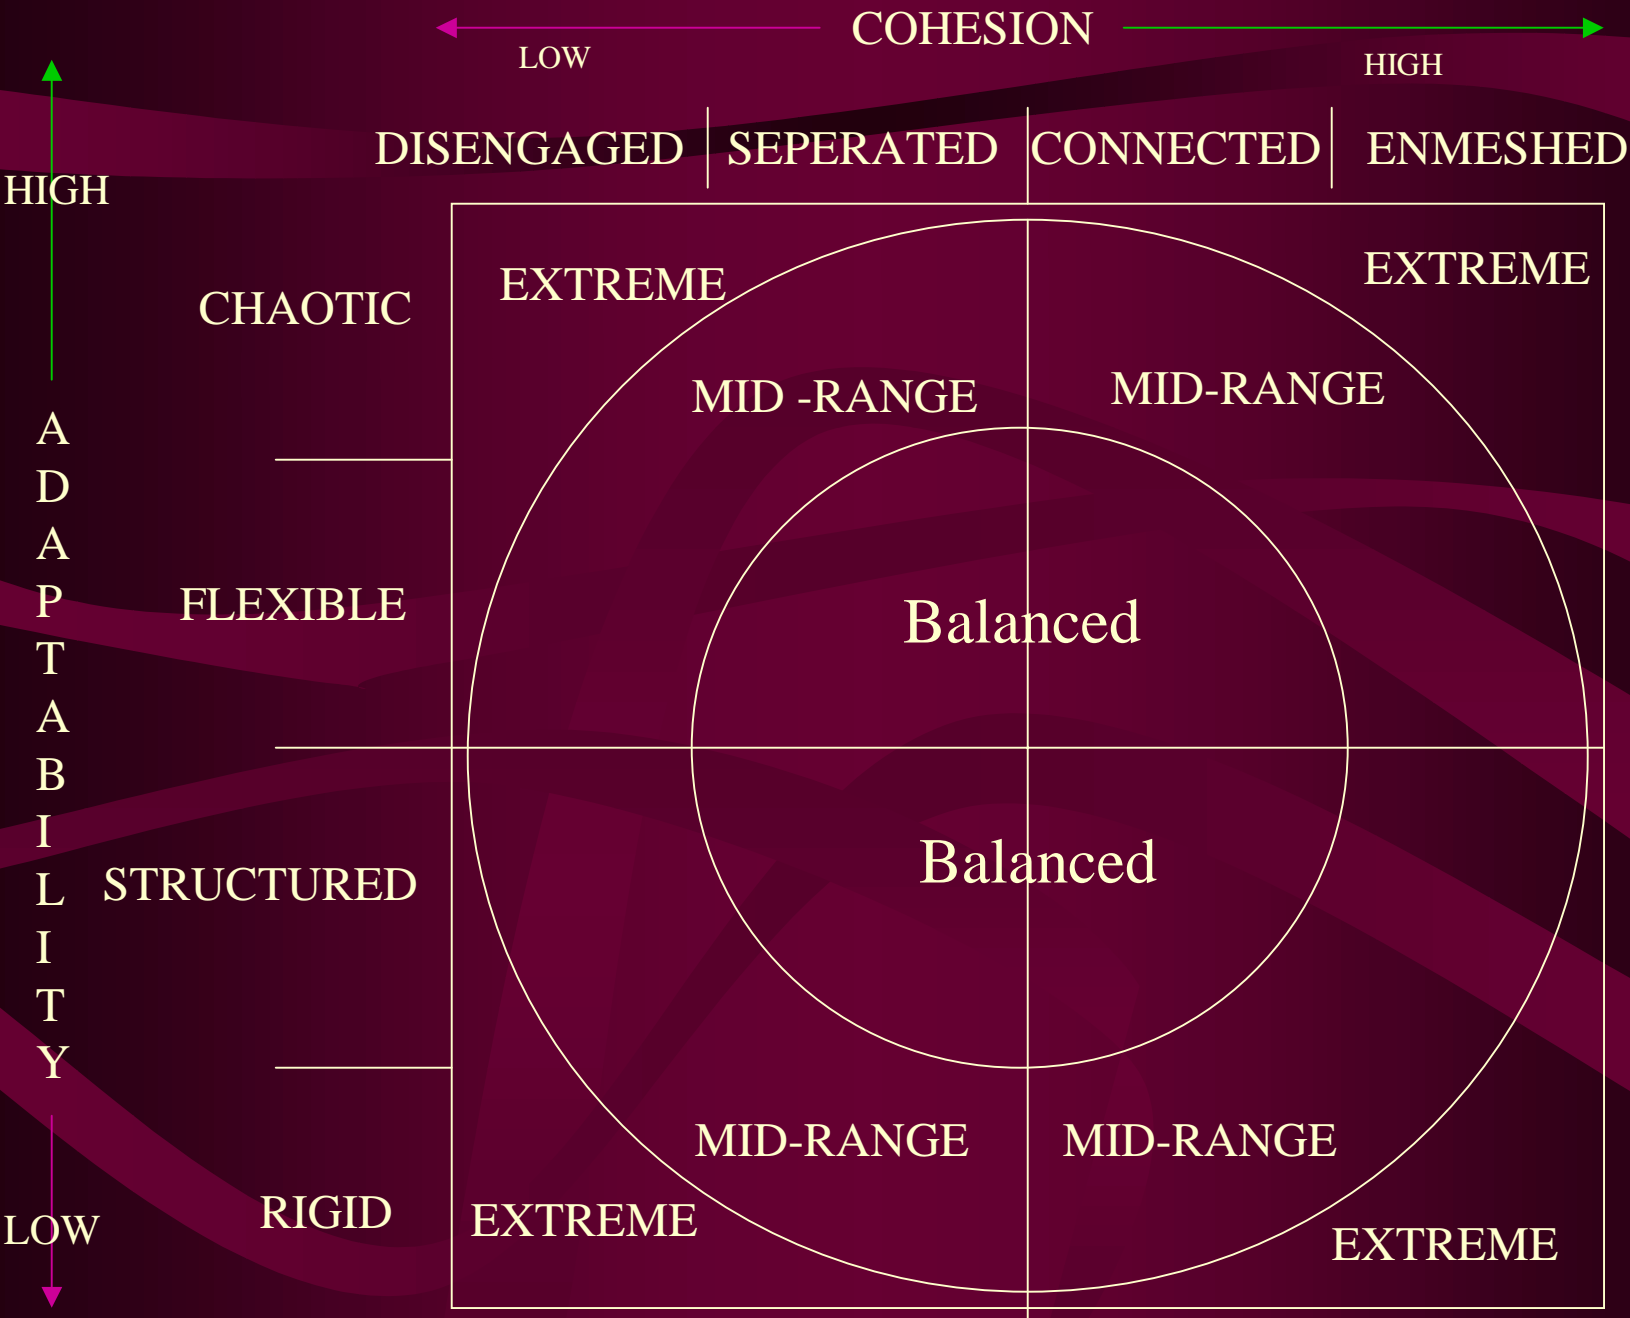 COHESION
LOW
HIGH
DISENGAGED SEPERATED CONNECTED ENMESHED
HIGH
EXTREME
EXTREME
CHAOTIC
MID -RANGE
MID-RANGE
ADAPTABILITY
FLEXIBLE
Balanced
STRUCTURED
Balanced
MID-RANGE
MID-RANGE
RIGID
EXTREME
EXTREME
LOW